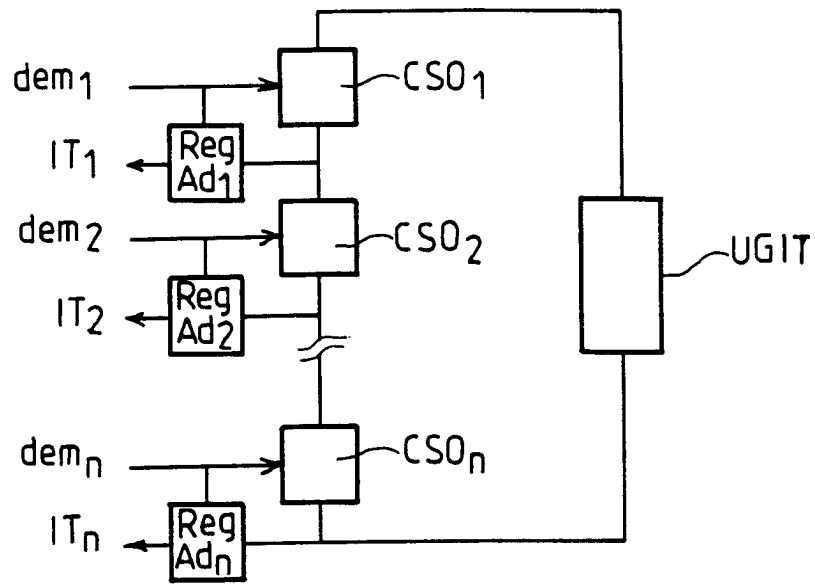 dem1
CSO1
IT1
Reg
Ad1
dem2
CSO2
UGIT
IT2
Reg
Ad2
demn
CSOn
ITn
Reg
Adn